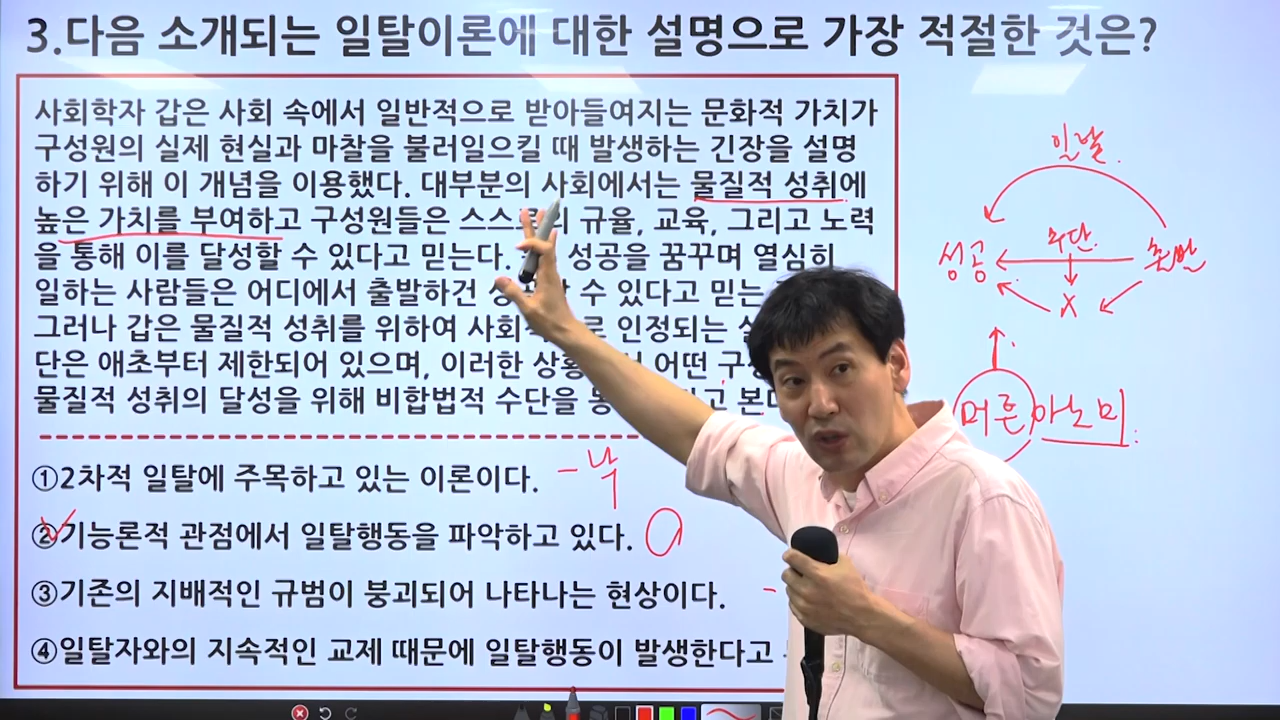 3.다음 소개되는 일탈이론에 대한 설명으로 가장 적절한 것은?
사회학자 갑은 사회 속에서 일반적으로 받아들여지는 문화적 가치가
구성원의 실제 현실과 마찰을 불러일으킬 때 발생하는 긴장을 설명
하기 위해 이 개념을 이용했다. 대부분의 사회에서는 물질적 성취에
높은 가치를 부여하고 구성원들은 규율, 교육, 그리고 노력
을 통해 이를 달성할 수 있다고 믿는다. 성공을 꿈꾸며 열심히
일하는 사람들은 어디에서 출발하건 수 있다고 믿는
그러나 갑은 물질적 성취를 위하여 인정되는
단은 애초부터 제한되어 있으며, 이러한 어떤
물질적 성취의 달성을 위해 비합법적 수단을
①2차적 일탈에 주목하고 있는 이론이다. - 낙
②기능론적 관점에서 일탈행동을 파악하고 있다.
③기존의 지배적인 규범이 붕괴되어 나타나는 현상이다. -
④일탈자와의 지속적인 교제 때문에 일탈행동이 발생한다고
일탈
수단
성공
X
머튼 아노미